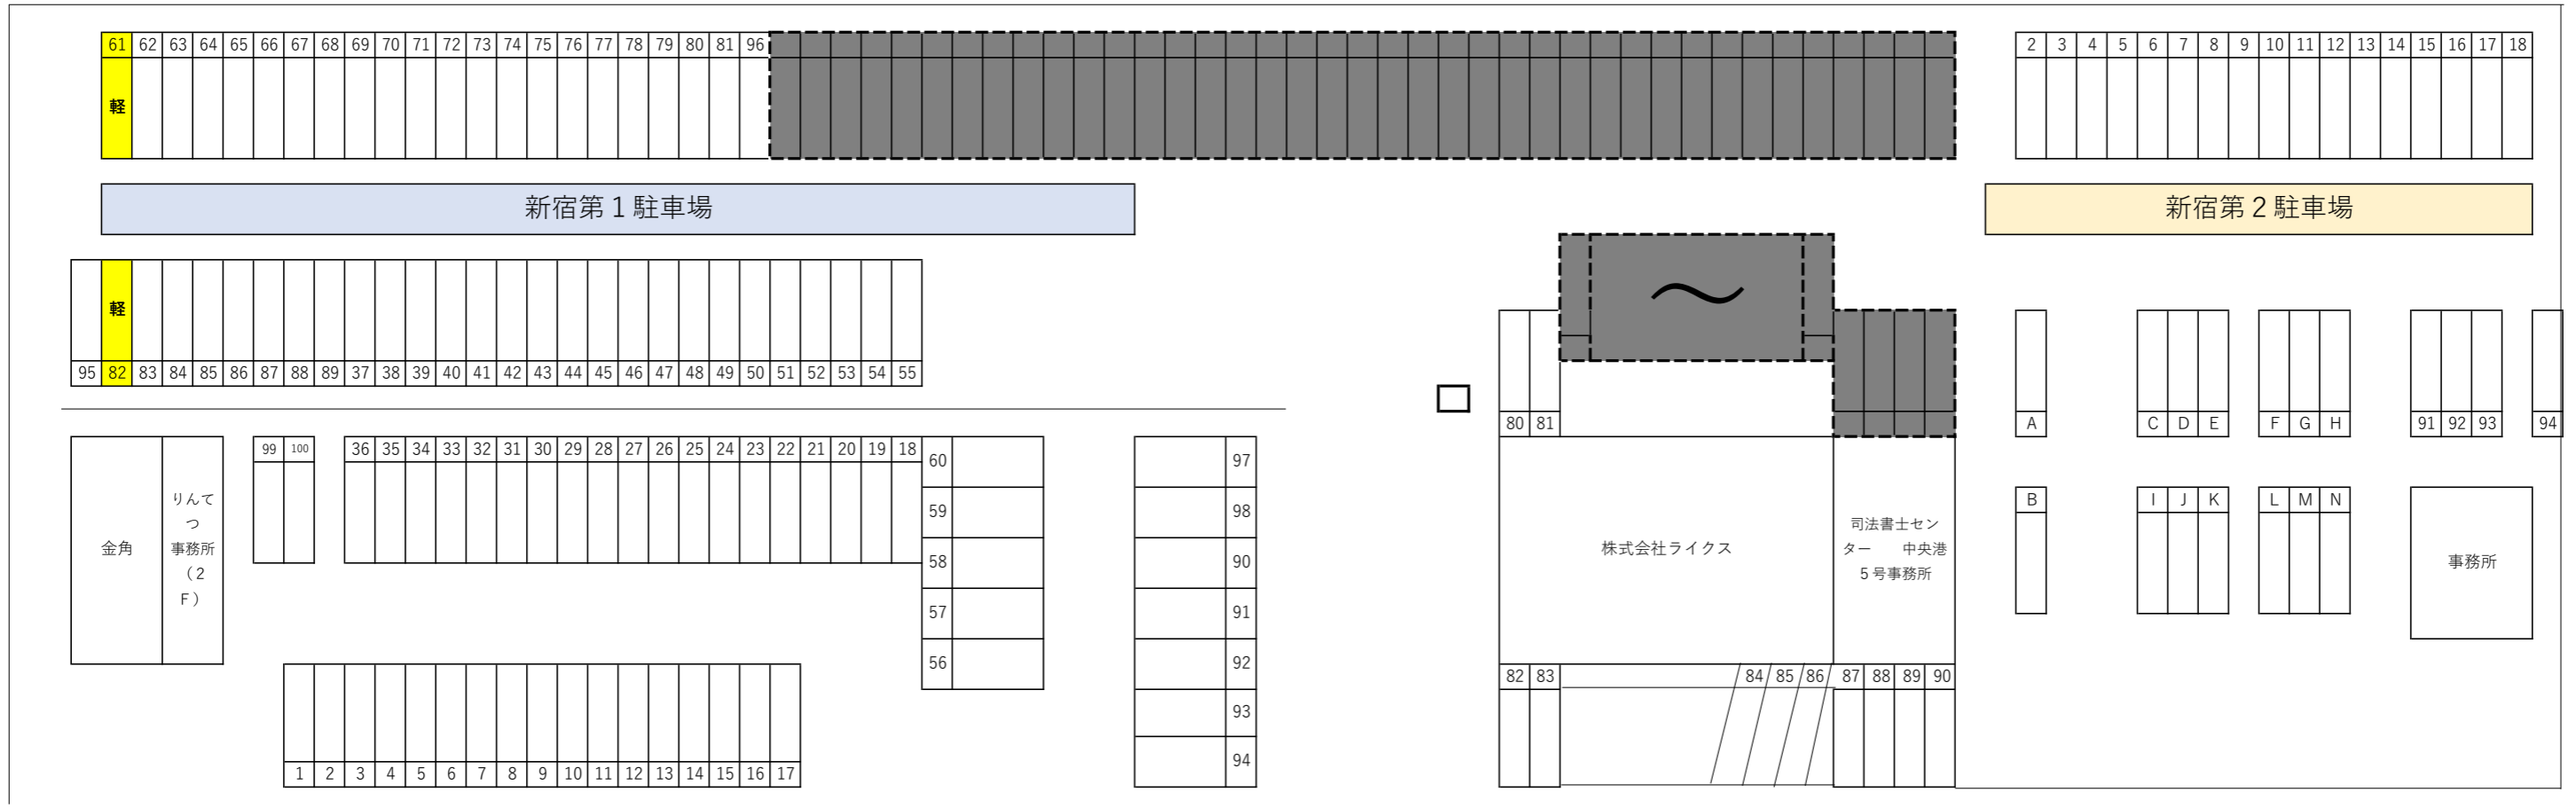 61 62 63 64 65 66 67 68 69 70 71 72 73 74 75 76 77 78 79 80 81 96
軽
2 3 4 5 6 7 8 9 10 11 12 13 14 15 16 17 18
新宿第1駐車場
新宿第2駐車場
軽
95 82 83 84 85 86 87 88 89 37 38 39 40 41 42 43 44 45 46 47 48 49 50 51 52 53 54 55
〜
80 81
A C D E F G H 91 92 93 94
金角
りんて
つ
事務所
(2
F)
99 100
36 35 34 33 32 31 30 29 28 27 26 25 24 23 22 21 20 19 18
60
59
58
57
56
97
98
90
91
92
93
94
1 2 3 4 5 6 7 8 9 10 11 12 13 14 15 16 17
株式会社ライクス
司法書士セン
ター 中央港
5号事務所
82 83 84 85 86 87 88 89 90
B I J K L M N
事務所